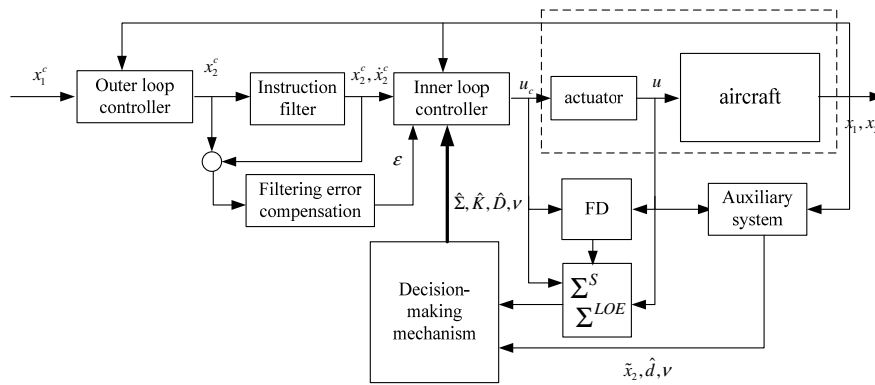 x₁ᶜ
Outer loop
controller
x₂ᶜ
Instruction
filter
x₂ᶜ, ẋ₂ᶜ
Inner loop
controller
u_c
actuator
u
aircraft
x₁, x
Filtering error
compensation
ε
Σ̂, K̂, D̂, ν
FD
Auxiliary
system
Decision-
making
mechanism
Σ^S
Σ^LOE
x̃₂, d̂, ν